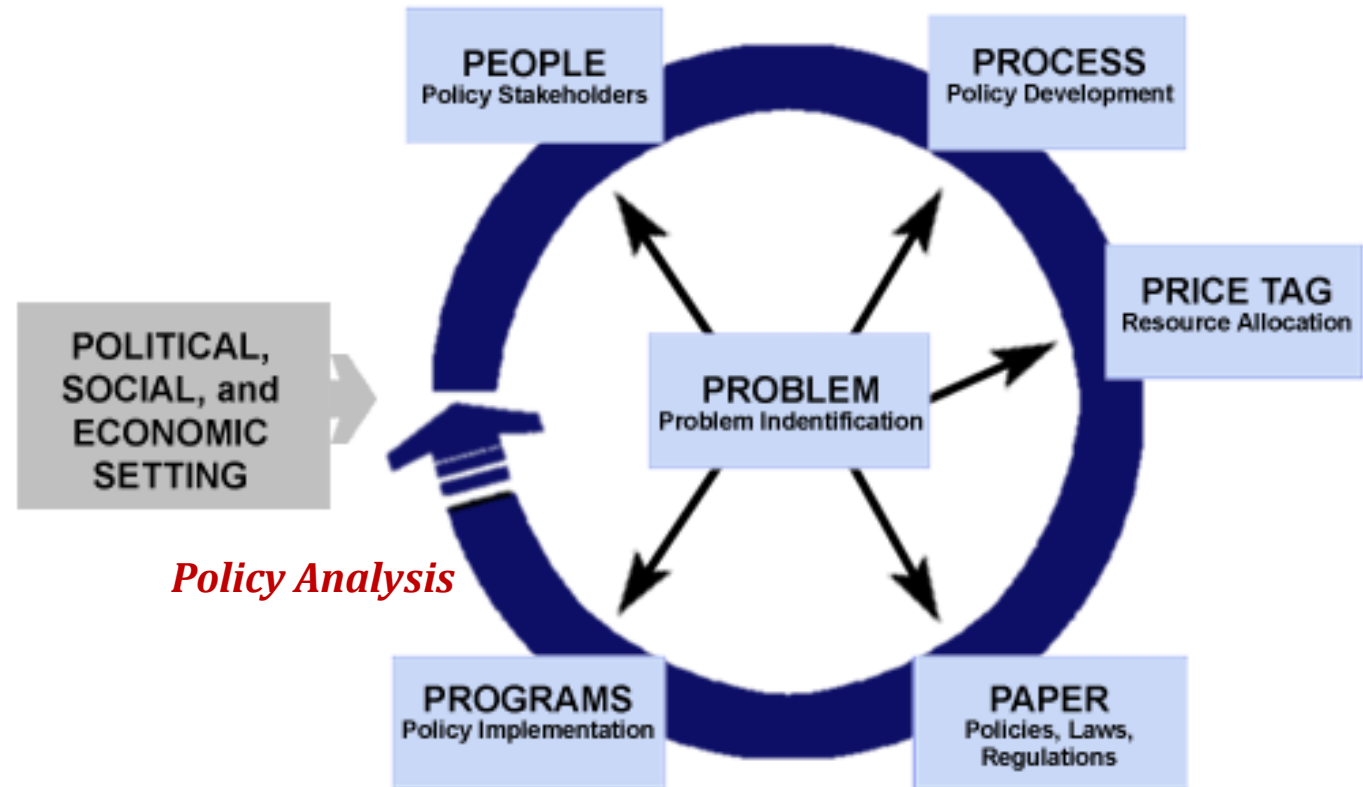 PEOPLE
Policy Stakeholders
PROCESS
Policy Development
PRICE TAG
Resource Allocation
POLITICAL,
SOCIAL, and
ECONOMIC
SETTING
PROBLEM
Problem Indentification
Policy Analysis
PROGRAMS
Policy Implementation
PAPER
Policies, Laws,
Regulations